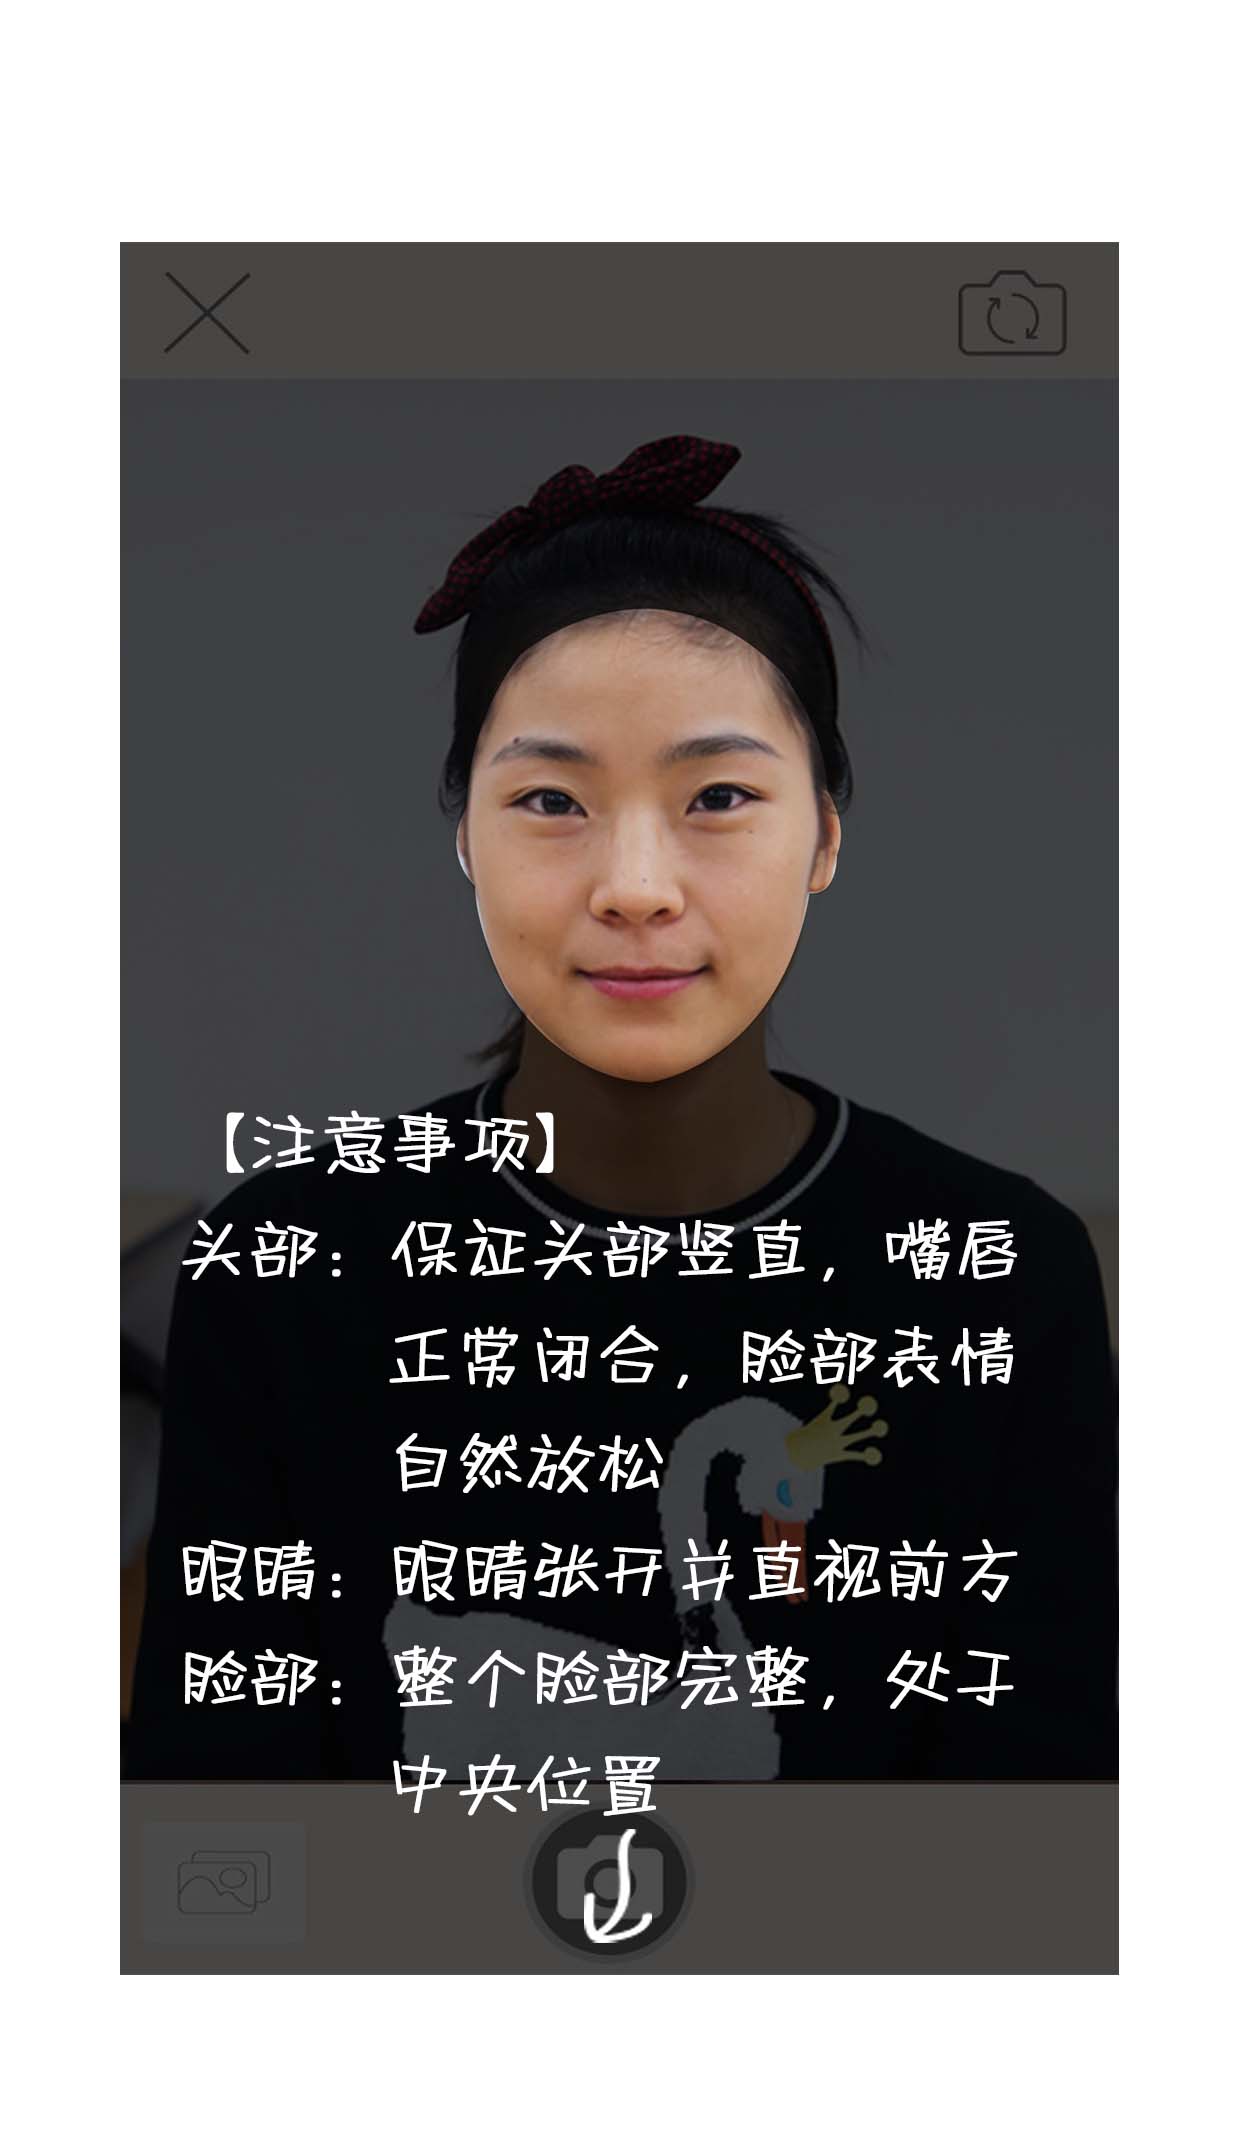 【注意事项】
头部：保证头部竖直，嘴唇
正常闭合，脸部表情
自然放松
眼睛：眼睛张开并直视前方
脸部：整个脸部完整，处于
中央位置